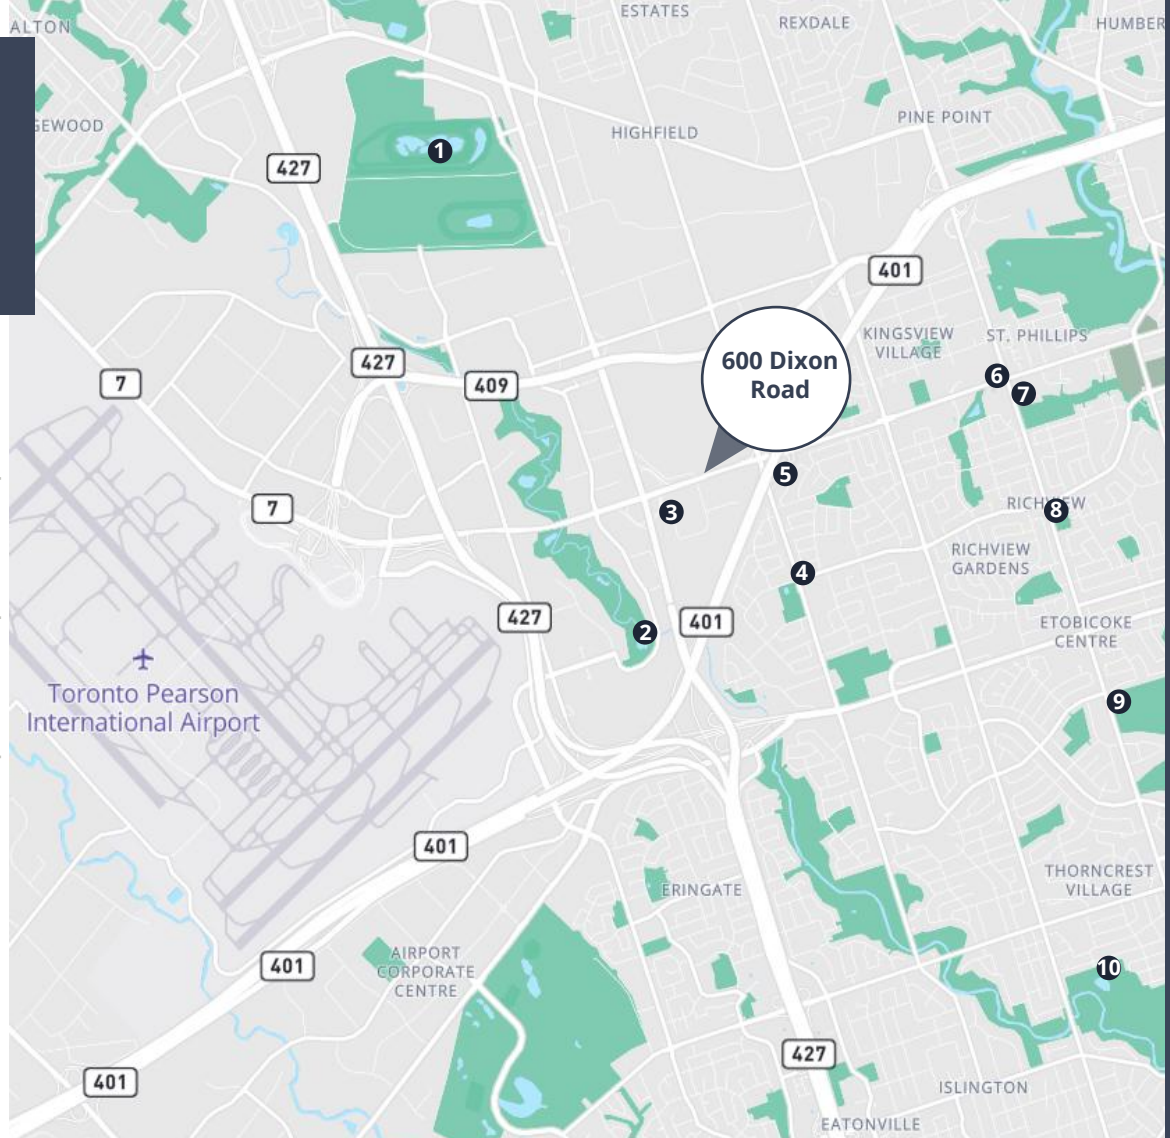 ESTATES
REXDALE
HUMBER
ALTON
GEWOOD
HIGHFIELD
PINE POINT
1
427
401
KINGSVIEW
VILLAGE
ST. PHILLIPS
427
409
7
600 Dixon
Road
6
7
5
7
3
RICHVIEW
8
RICHVIEW
GARDENS
4
427
2
401
ETOBICOKE
CENTRE
Toronto Pearson
International Airport
9
401
ERINGATE
THORNCREST
VILLAGE
401
AIRPORT
CORPORATE
CENTRE
10
427
401
ISLINGTON
EATONVILLE